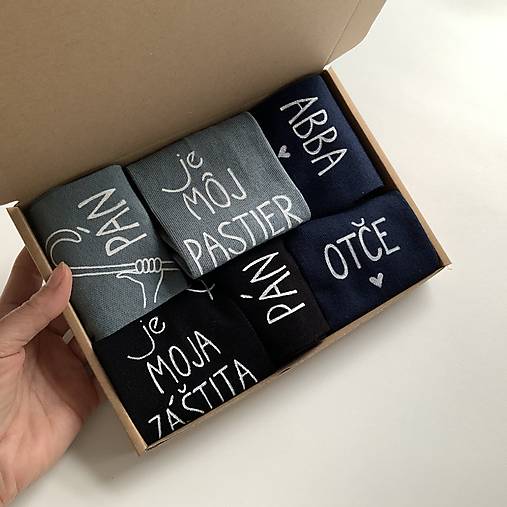 PÁN
je
MÔJ
PASTIER
ABBA
je
MOJA
ZÁŠTITA
PÁN
OTČE